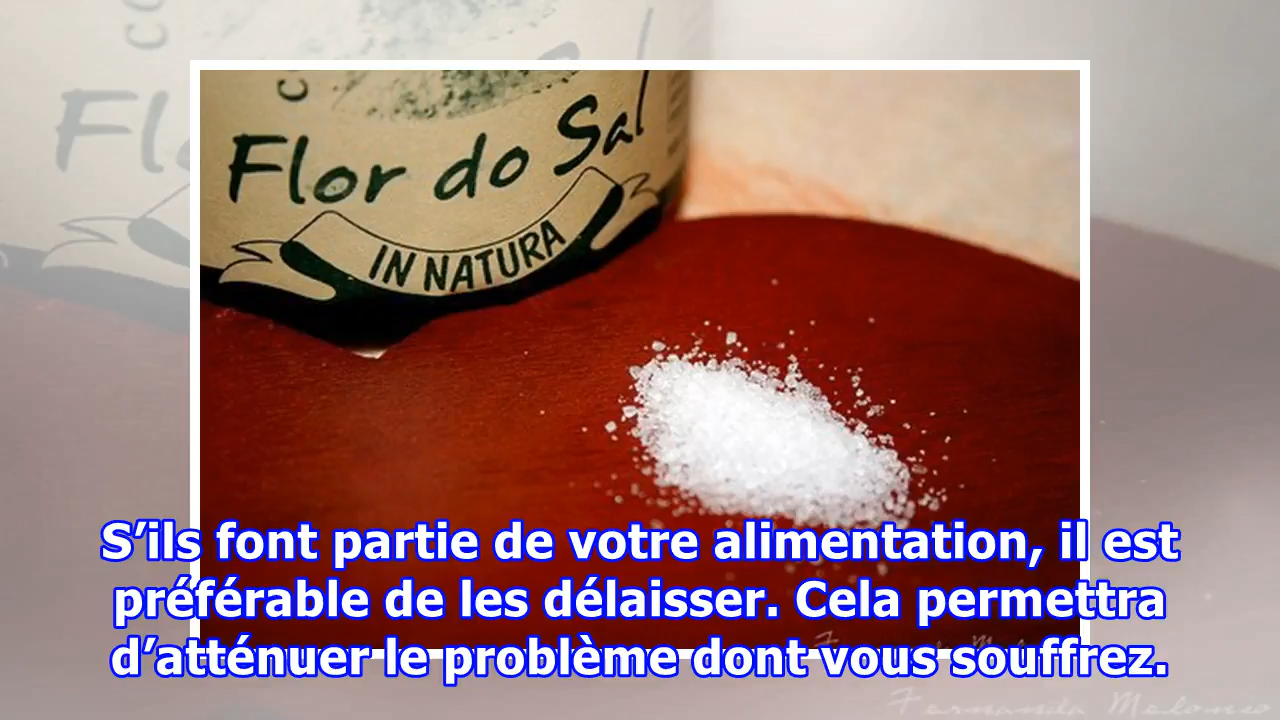 Flor do Sal
IN NATURA
S’ils font partie de votre alimentation, il est
préférable de les délaisser. Cela permettra
d’atténuer le problème dont vous souffrez.